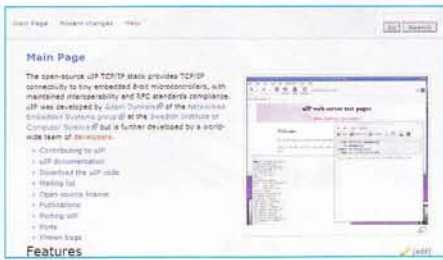 Main Page Recent changes Help
Go Search
Main Page
The open-source uIP TCP/IP stack provides TCP/IP
connectivity to tiny embedded 8-bit microcontrollers, with
maintained interoperability and RFC standards compliance.
uIP was developed by Adam Dunkels of the Networked
Embedded Systems group at the Swedish Institute of
Computer Science but is further developed by a world-
wide team of developers.
Contributing to uIP
uIP documentation
Download the uIP code
Mailing list
Open source license
Publications
Porting uIP
Ports
Known bugs
uIP web server test pages
Welcome
Features
[edit]